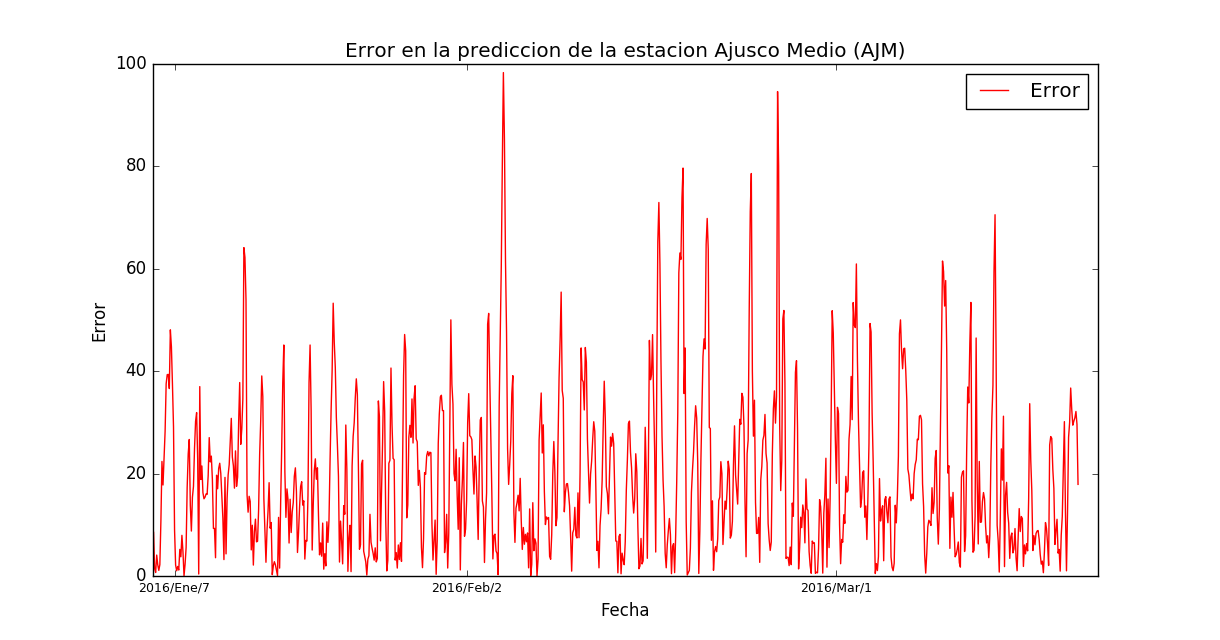 Error en la prediccion de la estacion Ajusco Medio (AJM)
100
80
60
40
20
0
Error
Error
2016/Ene/7
2016/Feb/2
2016/Mar/1
Fecha